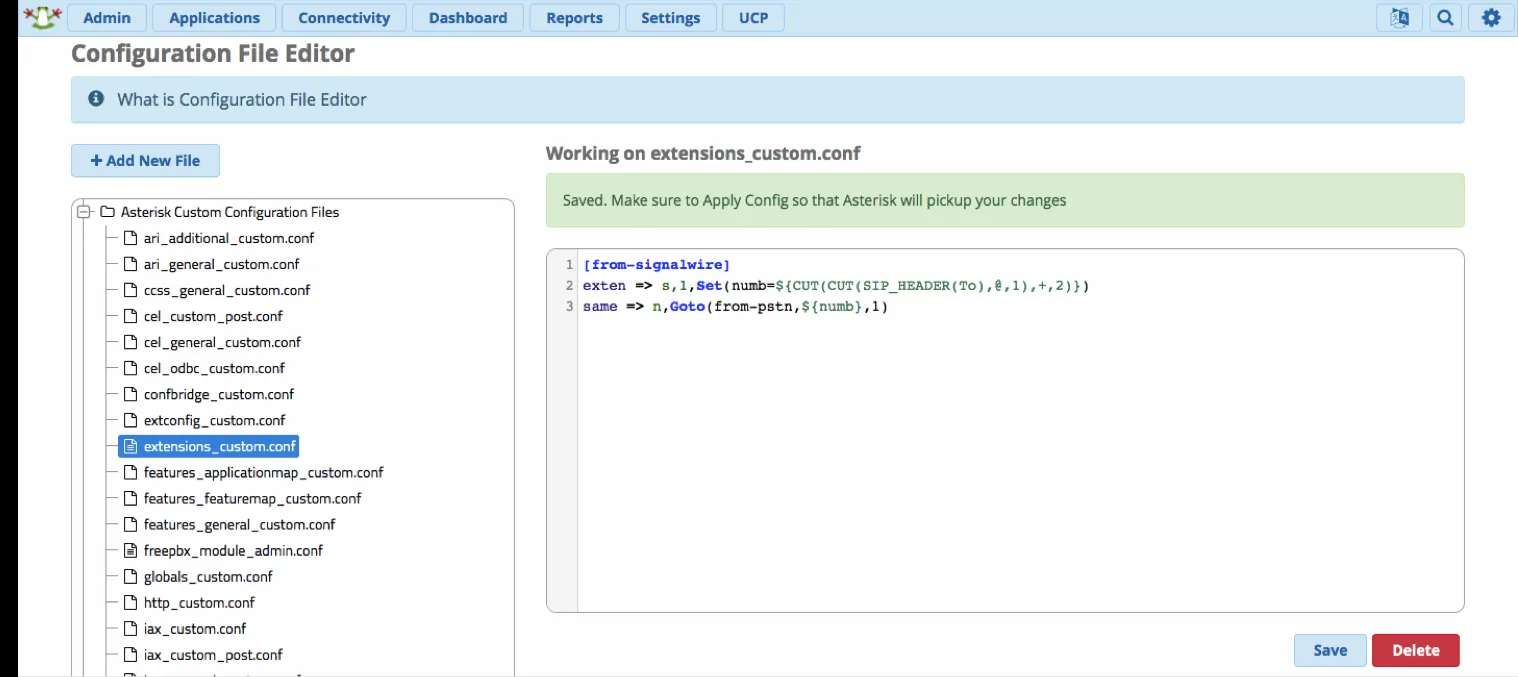 Admin Applications Connectivity Dashboard Reports Settings UCP
Configuration File Editor
What is Configuration File Editor
+ Add New File
Asterisk Custom Configuration Files
ari_additional_custom.conf
ari_general_custom.conf
ccss_general_custom.conf
cel_custom_post.conf
cel_general_custom.conf
cel_odbc_custom.conf
confbridge_custom.conf
extconfig_custom.conf
extensions_custom.conf
features_applicationmap_custom.conf
features_featuremap_custom.conf
features_general_custom.conf
freepbx_module_admin.conf
globals_custom.conf
http_custom.conf
iax_custom.conf
iax_custom_post.conf
Working on extensions_custom.conf
Saved. Make sure to Apply Config so that Asterisk will pickup your changes
1 [from-signalwire]
2 exten => s,1,Set(numb=${CUT(CUT(SIP_HEADER(To),@,1),+,2)})
3 same => n,Goto(from-pstn,${numb},1)
Save Delete